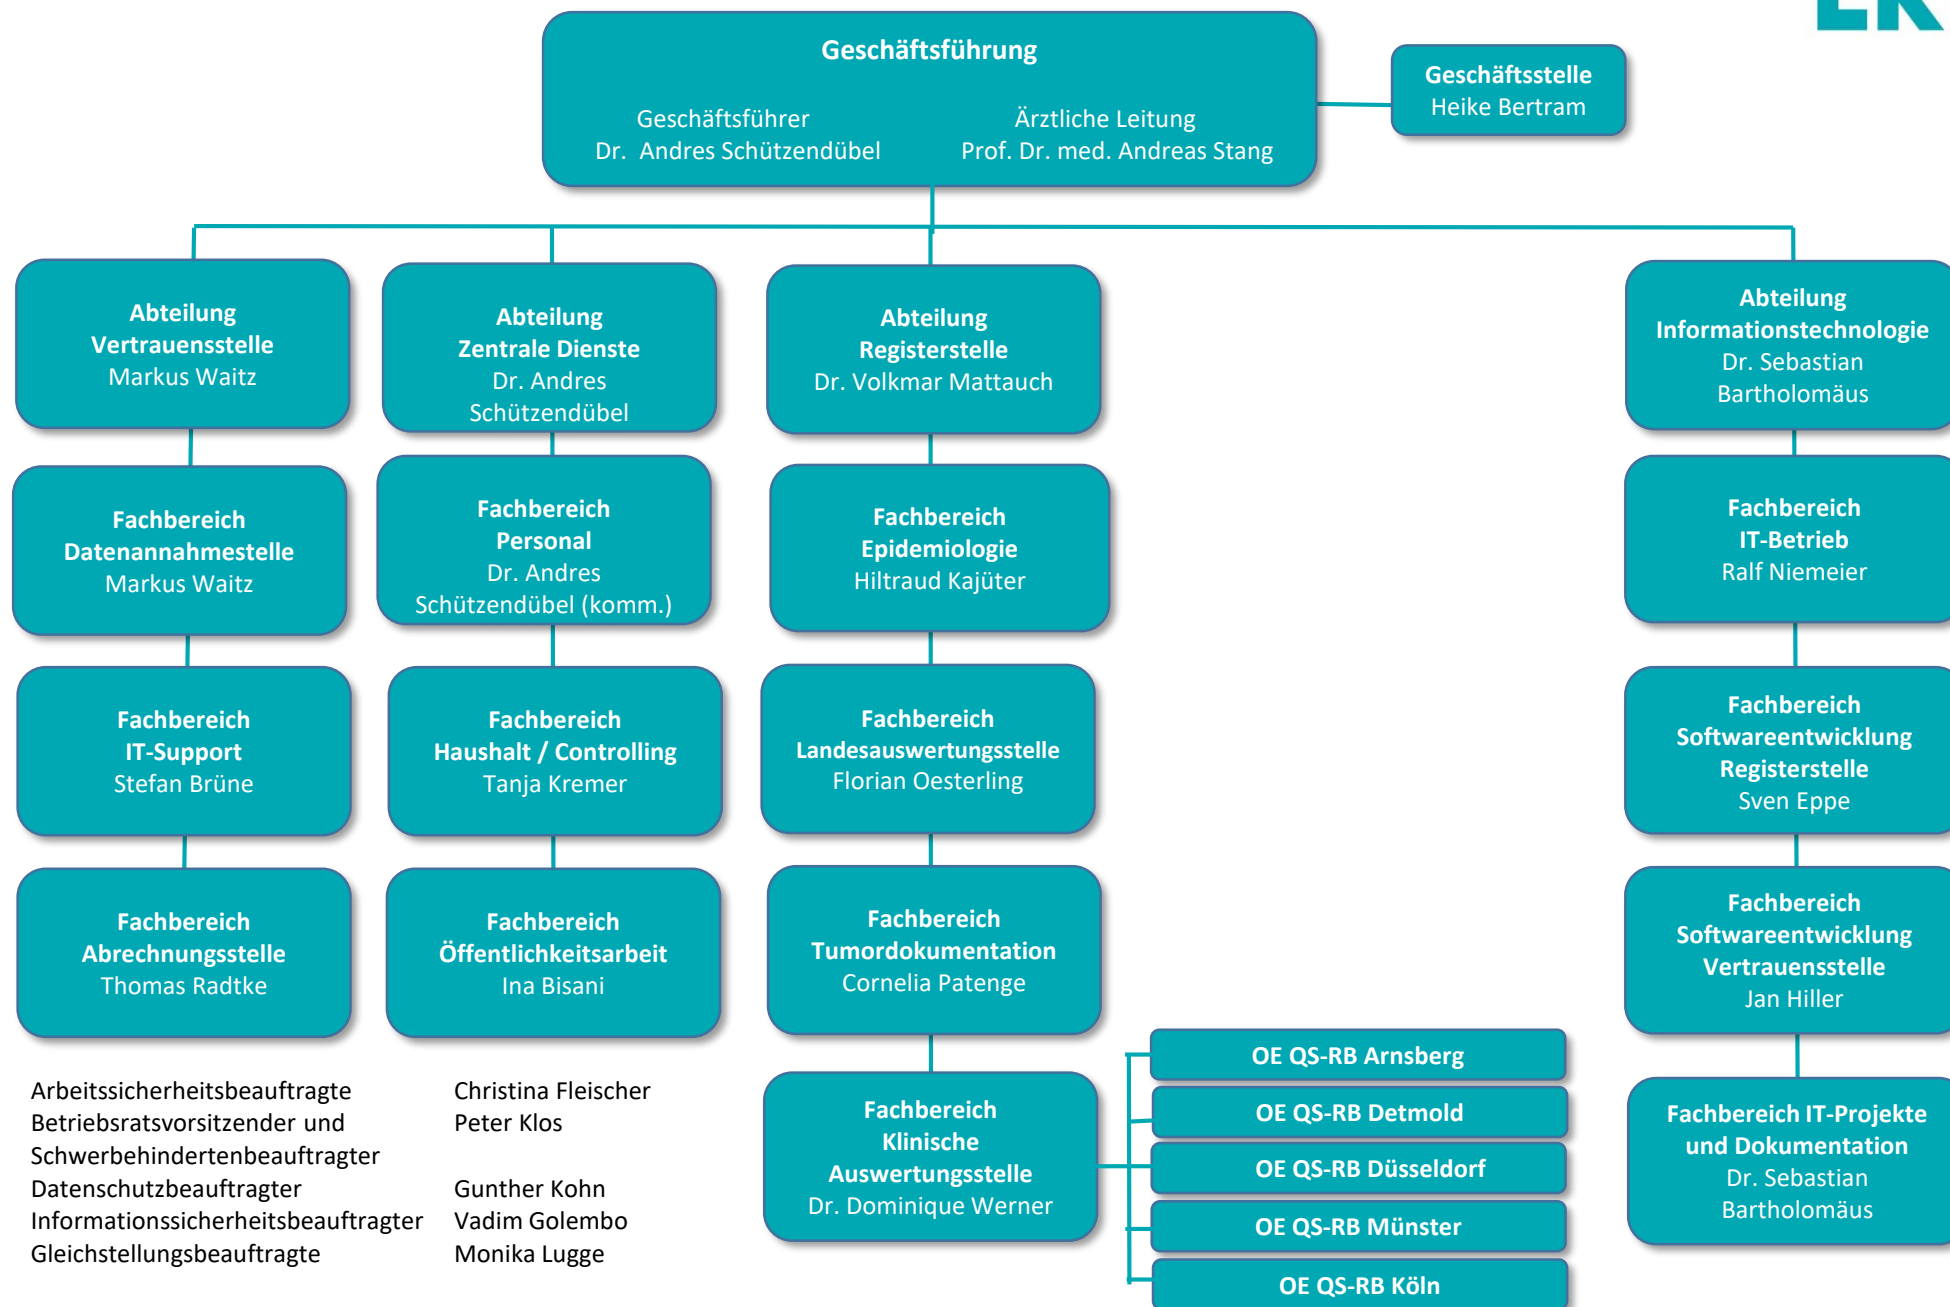 LK
Geschäftsführung
Geschäftsführer
Dr. Andres Schützendübel
Ärztliche Leitung
Prof. Dr. med. Andreas Stang
Geschäftsstelle
Heike Bertram
Abteilung
Vertrauensstelle
Markus Waitz
Fachbereich
Datenannahmestelle
Markus Waitz
Fachbereich
IT-Support
Stefan Brüne
Fachbereich
Abrechnungsstelle
Thomas Radtke
Abteilung
Zentrale Dienste
Dr. Andres
Schützendübel
Fachbereich
Personal
Dr. Andres
Schützendübel (komm.)
Fachbereich
Haushalt / Controlling
Tanja Kremer
Fachbereich
Öffentlichkeitsarbeit
Ina Bisani
Abteilung
Registerstelle
Dr. Volkmar Mattauch
Fachbereich
Epidemiologie
Hiltraud Kajüter
Fachbereich
Landesauswertungsstelle
Florian Oesterling
Fachbereich
Tumordokumentation
Cornelia Patenge
Fachbereich
Klinische
Auswertungsstelle
Dr. Dominique Werner
OE QS-RB Arnsberg
OE QS-RB Detmold
OE QS-RB Düsseldorf
OE QS-RB Münster
OE QS-RB Köln
Abteilung
Informationstechnologie
Dr. Sebastian
Bartholomäus
Fachbereich
IT-Betrieb
Ralf Niemeier
Fachbereich
Softwareentwicklung
Registerstelle
Sven Eppe
Fachbereich
Softwareentwicklung
Vertrauensstelle
Jan Hiller
Fachbereich IT-Projekte
und Dokumentation
Dr. Sebastian
Bartholomäus
Arbeitssicherheitsbeauftragte Christina Fleischer
Betriebsratsvorsitzender und Peter Klos
Schwerbehindertenbeauftragter
Datenschutzbeauftragter Gunther Kohn
Informationssicherheitsbeauftragter Vadim Golembo
Gleichstellungsbeauftragte Monika Lugge